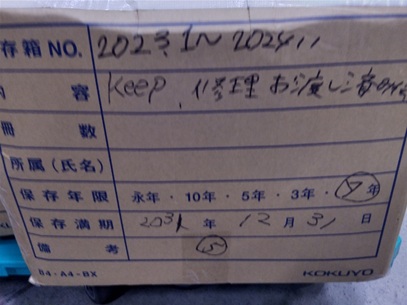 存箱NO. 2023.1~2024.11
内 容 Keep、修理 お渡し済
冊 数
所属(氏名)
保存年限 永年・10年・5年・3年・7年
保存満期 2031年 12月 31日
備 考 ⑤
B4・A4-BX KOKUYO